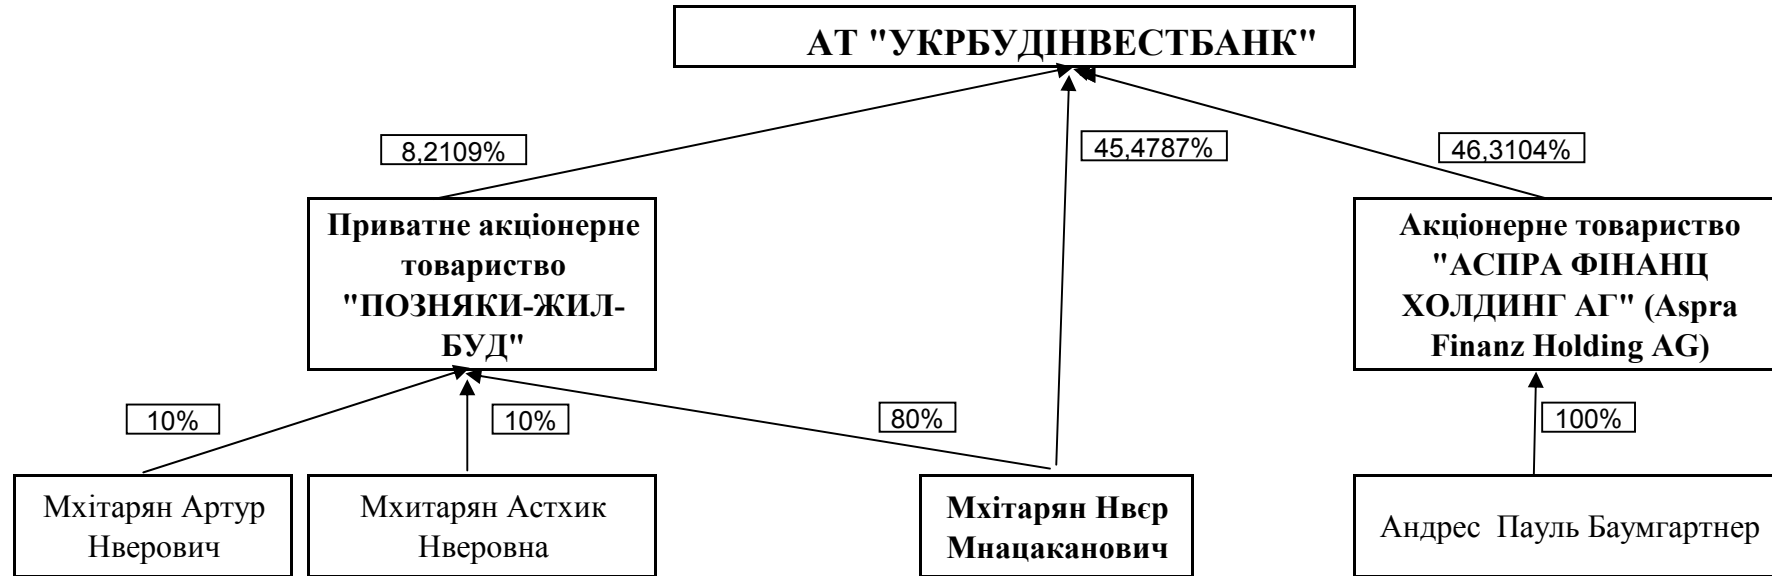 АТ "УКРБУДІНВЕСТБАНК"
8,2109%
45,4787%
46,3104%
Приватне акціонерне
товариство
"ПОЗНЯКИ-ЖИЛ-
БУД"
Акціонерне товариство
"АСПРА ФІНАНЦ
ХОЛДИНГ АГ" (Aspra
Finanz Holding AG)
10%
10%
80%
100%
Мхітарян Артур
Нверович
Мхитарян Астхик
Нверовна
Мхітарян Нвєр
Мнацаканович
Андрес Пауль Баумгартнер